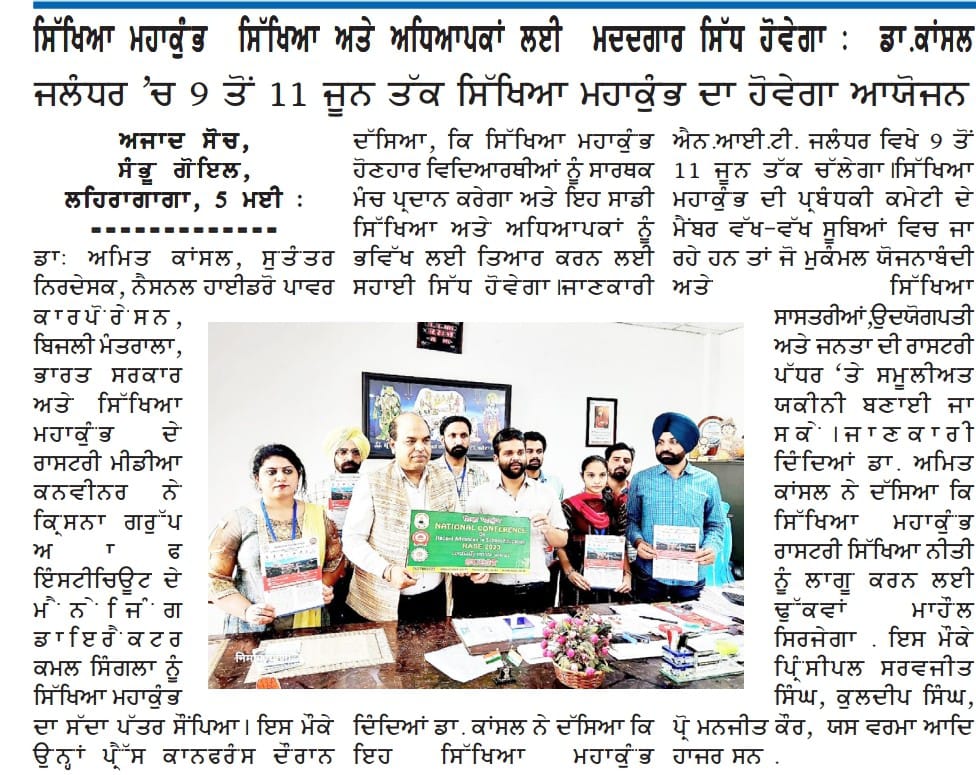 ਸਿੱਖਿਆ ਮਹਾਕੁੰਭ ਸਿੱਖਿਆ ਅਤੇ ਅਧਿਆਪਕਾਂ ਲਈ ਮਦਦਗਾਰ ਸਿੱਧ ਹੋਵੇਗਾ : ਡਾ.ਕਾਂਸਲ
ਜਲੰਧਰ ’ਚ 9 ਤੋਂ 11 ਜੂਨ ਤੱਕ ਸਿੱਖਿਆ ਮਹਾਕੁੰਭ ਦਾ ਹੋਵੇਗਾ ਆਯੋਜਨ
ਅਜਾਦ ਸੋਚ,
ਸੰਭੂ ਗੋਇਲ,
ਲਹਿਰਾਗਾਗਾ, 5 ਮਈ :
-------------
ਡਾ: ਅਮਿਤ ਕਾਂਸਲ, ਸੁਤੰਤਰ
ਨਿਰਦੇਸਕ, ਨੈਸਨਲ ਹਾਈਡਰੋ ਪਾਵਰ
ਕਾਰਪੋਰੇਸਨ,
ਬਿਜਲੀ ਮੰਤਰਾਲਾ,
ਭਾਰਤ ਸਰਕਾਰ
ਅਤੇ ਸਿੱਖਿਆ
ਮਹਾਕੁੰਭ ਦੇ
ਰਾਸਟਰੀ ਮੀਡੀਆ
ਕਨਵੀਨਰ ਨੇ
ਕ੍ਰਿਸਨਾ ਗਰੁੱਪ
ਆਫ
ਇੰਸਟੀਚਿਊਟ ਦੇ
ਮੈਨੇਜਿੰਗ
ਡਾਇਰੈਕਟਰ
ਕਮਲ ਸਿੰਗਲਾ ਨੂੰ
ਸਿੱਖਿਆ ਮਹਾਕੁੰਭ
ਦਾ ਸੱਦਾ ਪੱਤਰ ਸੌਂਪਿਆ। ਇਸ ਮੌਕੇ
ਉਨ੍ਹਾਂ ਪ੍ਰੈੱਸ ਕਾਨਫਰੰਸ ਦੌਰਾਨ
ਦੱਸਿਆ, ਕਿ ਸਿੱਖਿਆ ਮਹਾਕੁੰਭ
ਹੋਣਹਾਰ ਵਿਦਿਆਰਥੀਆਂ ਨੂੰ ਸਾਰਥਕ
ਮੰਚ ਪ੍ਰਦਾਨ ਕਰੇਗਾ ਅਤੇ ਇਹ ਸਾਡੀ
ਸਿੱਖਿਆ ਅਤੇ ਅਧਿਆਪਕਾਂ ਨੂੰ
ਭਵਿੱਖ ਲਈ ਤਿਆਰ ਕਰਨ ਲਈ
ਸਹਾਈ ਸਿੱਧ ਹੋਵੇਗਾ।ਜਾਣਕਾਰੀ
NATIONAL CONFERENCE
RASE 2023
ਦਿੰਦਿਆਂ ਡਾ. ਕਾਂਸਲ ਨੇ ਦੱਸਿਆ ਕਿ
ਇਹ ਸਿੱਖਿਆ ਮਹਾਕੁੰਭ
ਐਨ.ਆਈ.ਟੀ. ਜਲੰਧਰ ਵਿਖੇ 9 ਤੋਂ
11 ਜੂਨ ਤੱਕ ਚੱਲੇਗਾ।ਸਿੱਖਿਆ
ਮਹਾਕੁੰਭ ਦੀ ਪ੍ਰਬੰਧਕੀ ਕਮੇਟੀ ਦੇ
ਮੈਂਬਰ ਵੱਖ-ਵੱਖ ਸੂਬਿਆਂ ਵਿਚ ਜਾ
ਰਹੇ ਹਨ ਤਾਂ ਜੋ ਮੁਕੰਮਲ ਯੋਜਨਾਬੰਦੀ
ਅਤੇ ਸਿੱਖਿਆ
ਸਾਸਤਰੀਆਂ,ਉਦਯੋਗਪਤੀ
ਅਤੇ ਜਨਤਾ ਦੀ ਰਾਸਟਰੀ
ਪੱਧਰ ‘ਤੇ ਸਮੂਲੀਅਤ
ਯਕੀਨੀ ਬਣਾਈ ਜਾ
ਸਕੇ।ਜਾਣਕਾਰੀ
ਦਿੰਦਿਆਂ ਡਾ. ਅਮਿਤ
ਕਾਂਸਲ ਨੇ ਦੱਸਿਆ ਕਿ
ਸਿੱਖਿਆ ਮਹਾਕੁੰਭ
ਰਾਸਟਰੀ ਸਿੱਖਿਆ ਨੀਤੀ
ਨੂੰ ਲਾਗੂ ਕਰਨ ਲਈ
ਢੁੱਕਵਾਂ ਮਾਹੌਲ
ਸਿਰਜੇਗਾ . ਇਸ ਮੌਕੇ
ਪ੍ਰਿੰਸੀਪਲ ਸਰਵਜੀਤ
ਸਿੰਘ, ਕੁਲਦੀਪ ਸਿੰਘ,
ਪ੍ਰੋ ਮਨਜੀਤ ਕੌਰ, ਯਸ ਵਰਮਾ ਆਦਿ
ਹਾਜਰ ਸਨ .